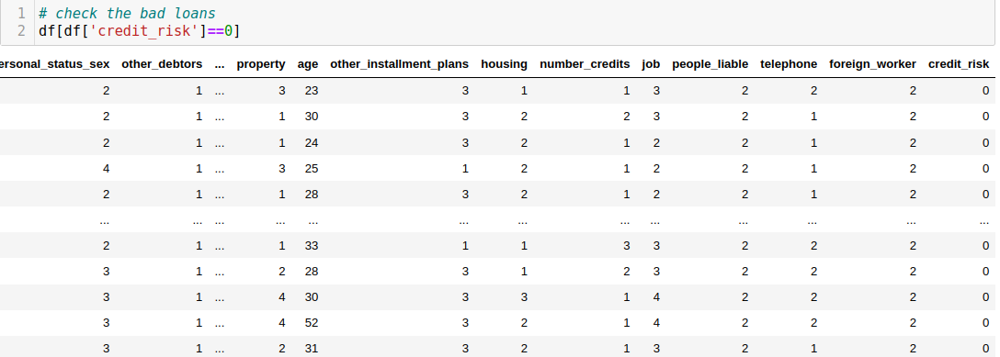 1 # check the bad loans
2 df[df['credit_risk']==0]
ersonal_status_sex other_debtors ... property age other_installment_plans housing number_credits job people_liable telephone foreign_worker credit_risk
2 1 ... 3 23 3 1 1 3 2 2 2 0
2 1 ... 1 30 3 2 2 3 2 1 2 0
2 1 ... 1 24 3 2 1 2 2 1 2 0
4 1 ... 3 25 1 2 1 2 2 1 2 0
2 1 ... 1 28 3 2 1 2 2 1 2 0
... ... ... ... ... ... ... ... ... ... ... ... ...
2 1 ... 1 33 1 1 3 3 2 2 2 0
3 1 ... 2 28 3 1 2 3 2 2 2 0
3 1 ... 4 30 3 3 1 4 2 2 2 0
3 1 ... 4 52 3 2 1 4 2 2 2 0
3 1 ... 2 31 3 2 1 3 2 1 2 0